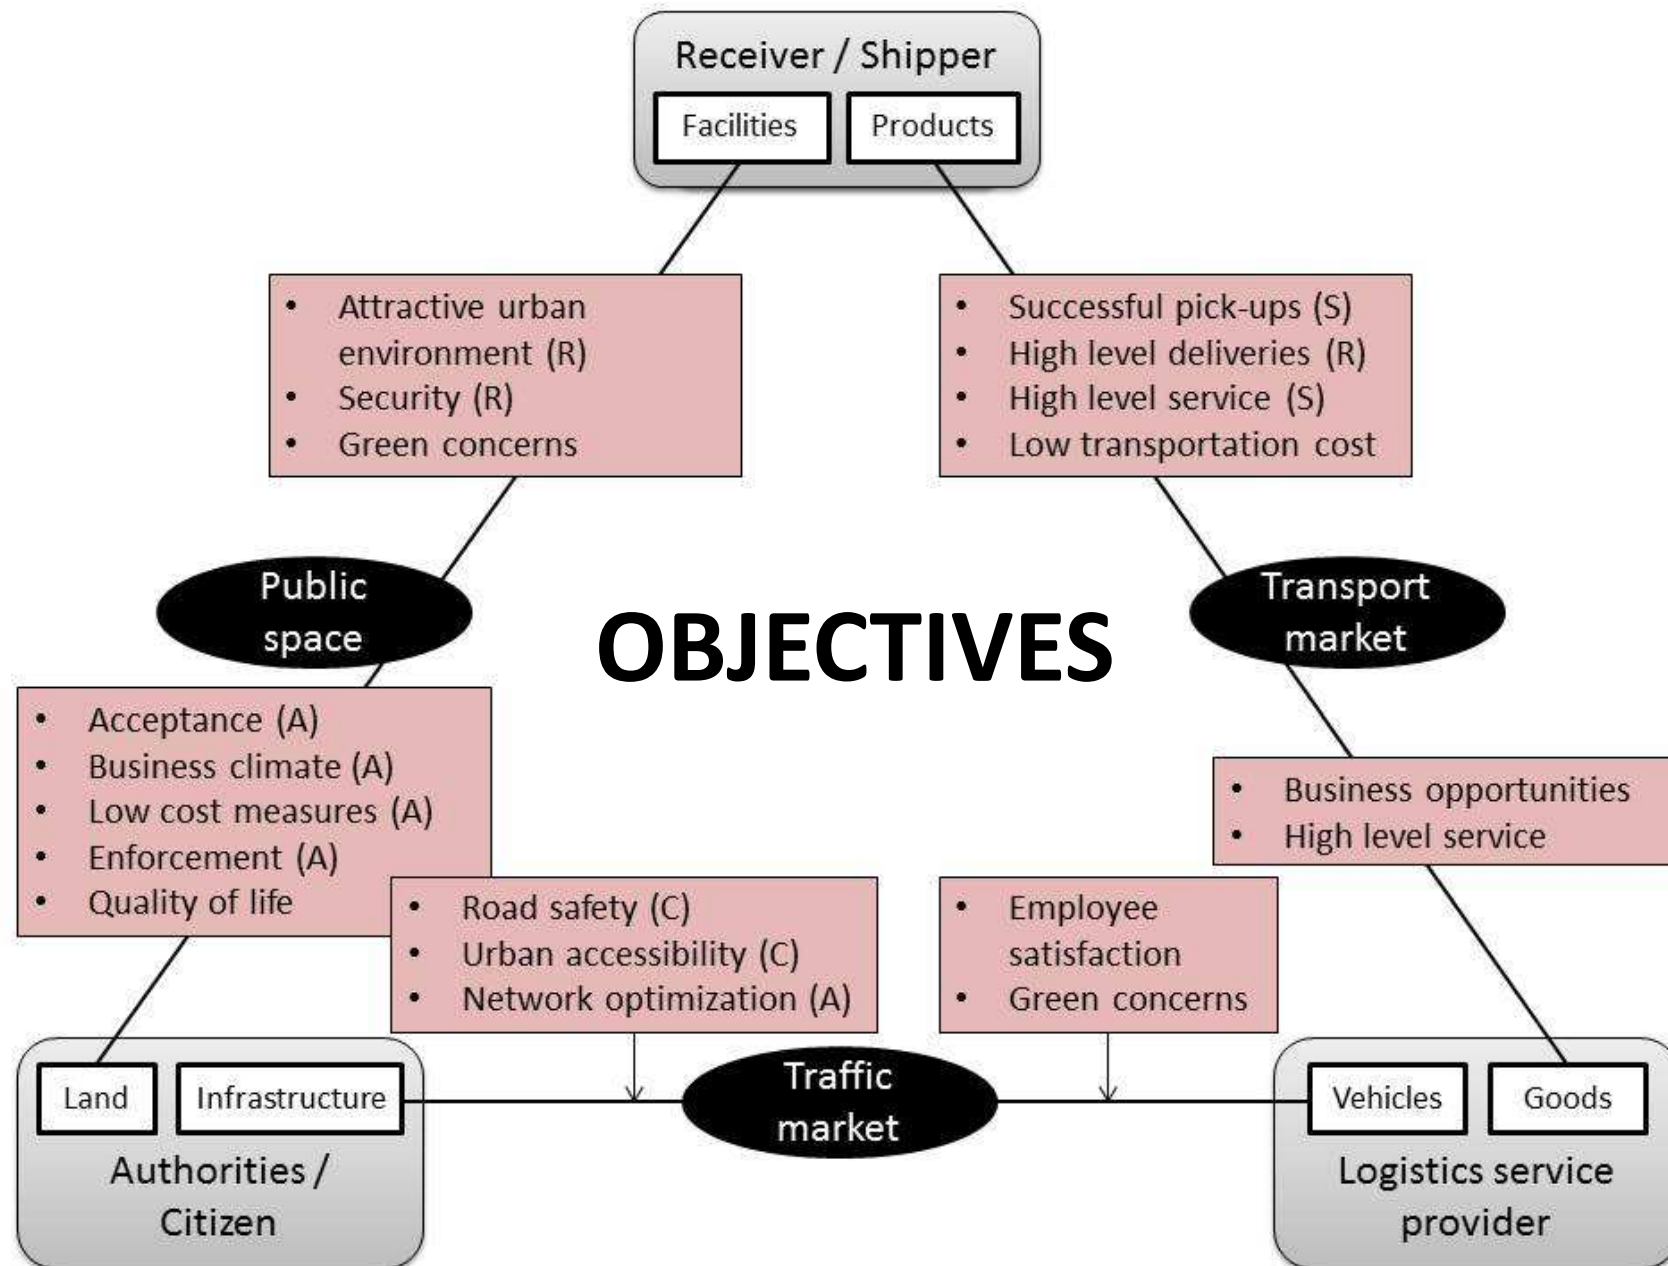 Receiver / Shipper
Facilities
Products
• Attractive urban
environment (R)
• Security (R)
• Green concerns
• Successful pick-ups (S)
• High level deliveries (R)
• High level service (S)
• Low transportation cost
Public
space
OBJECTIVES
Transport
market
• Acceptance (A)
• Business climate (A)
• Low cost measures (A)
• Enforcement (A)
• Quality of life
• Business opportunities
• High level service
• Road safety (C)
• Urban accessibility (C)
• Network optimization (A)
• Employee
satisfaction
• Green concerns
Land
Infrastructure
Authorities /
Citizen
Traffic
market
Vehicles
Goods
Logistics service
provider